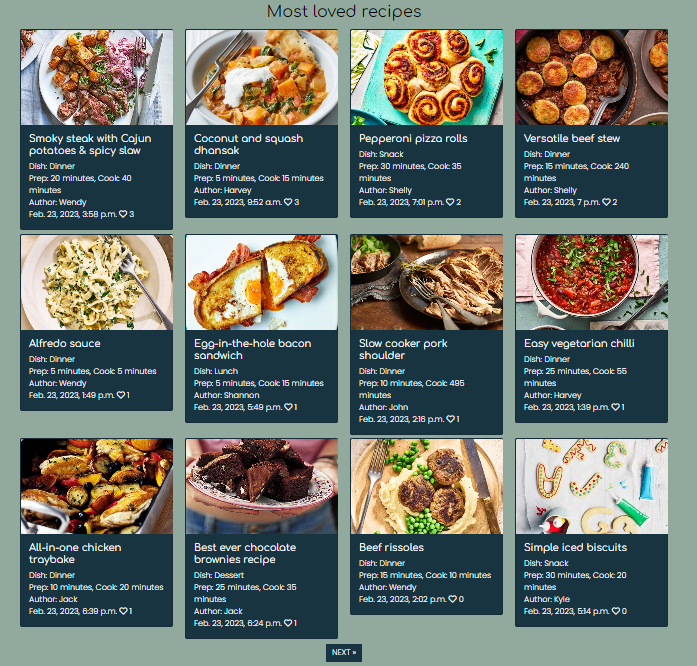 Most loved recipes
Smoky steak with Cajun
potatoes & spicy slaw
Dish: Dinner
Prep: 20 minutes, Cook: 40
minutes
Author: Wendy
Feb. 23, 2023, 3:58 p.m. ♡ 3
Coconut and squash
dhansak
Dish: Dinner
Prep: 5 minutes, Cook: 15 minutes
Author: Harvey
Feb. 23, 2023, 9:52 a.m. ♡ 3
Pepperoni pizza rolls
Dish: Snack
Prep: 30 minutes, Cook: 35
minutes
Author: Shelly
Feb. 23, 2023, 7:01 p.m. ♡ 2
Versatile beef stew
Dish: Dinner
Prep: 15 minutes, Cook: 240
minutes
Author: Shelly
Feb. 23, 2023, 7 p.m. ♡ 2
Alfredo sauce
Dish: Dinner
Prep: 5 minutes, Cook: 5 minutes
Author: Wendy
Feb. 23, 2023, 1:49 p.m. ♡ 1
Egg-in-the-hole bacon
sandwich
Dish: Lunch
Prep: 5 minutes, Cook: 15 minutes
Author: Shannon
Feb. 23, 2023, 5:49 p.m. ♡ 1
Slow cooker pork
shoulder
Dish: Dinner
Prep: 10 minutes, Cook: 495
minutes
Author: John
Feb. 23, 2023, 2:16 p.m. ♡ 1
Easy vegetarian chilli
Dish: Dinner
Prep: 25 minutes, Cook: 55
minutes
Author: Harvey
Feb. 23, 2023, 1:39 p.m. ♡ 1
All-in-one chicken
traybake
Dish: Dinner
Prep: 10 minutes, Cook: 20 minutes
Author: Jack
Feb. 23, 2023, 6:39 p.m. ♡ 1
Best ever chocolate
brownies recipe
Dish: Dessert
Prep: 25 minutes, Cook: 35
minutes
Author: Jack
Feb. 23, 2023, 6:24 p.m. ♡ 1
Beef rissoles
Dish: Dinner
Prep: 15 minutes, Cook: 10 minutes
Author: Wendy
Feb. 23, 2023, 2:02 p.m. ♡ 0
Simple iced biscuits
Dish: Snack
Prep: 30 minutes, Cook: 20
minutes
Author: Kyle
Feb. 23, 2023, 5:14 p.m. ♡ 0
NEXT »